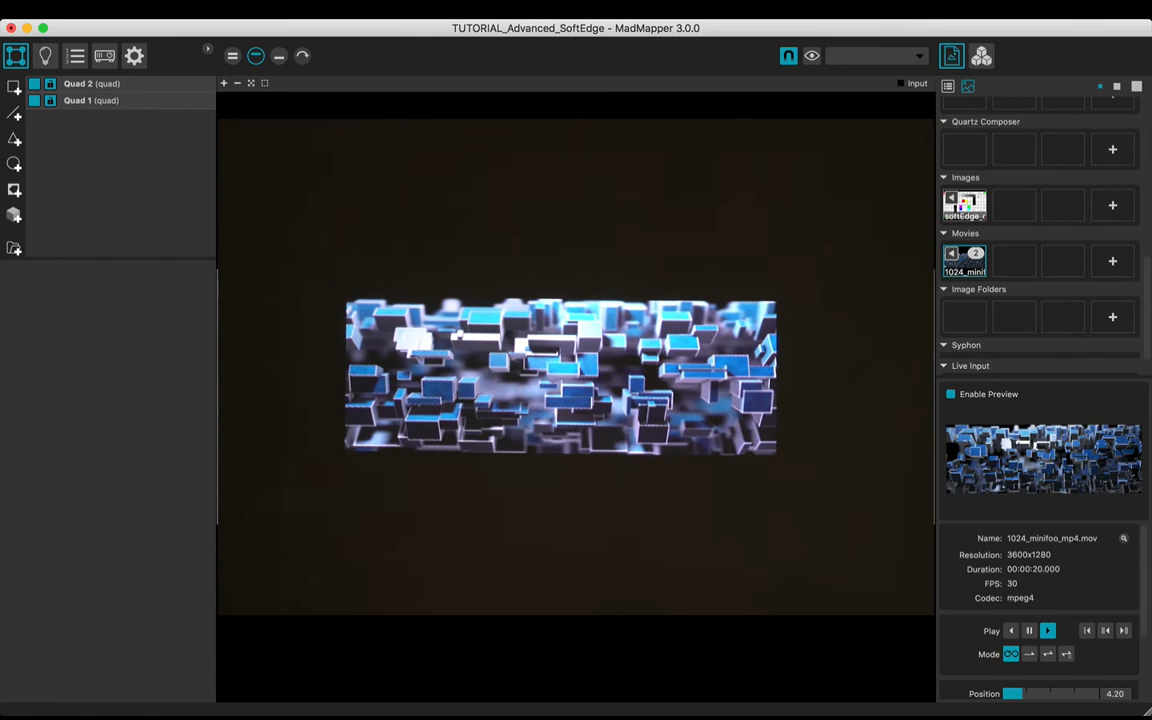 TUTORIAL_Advanced_SoftEdge - MadMapper 3.0.0
Quad 2 (quad)
Quad 1 (quad)
Input
Quartz Composer
Images
Movies
2
1024_minif
Image Folders
Syphon
Live Input
Enable Preview
Name: 1024_minifoo_mp4.mov
Resolution: 3600x1280
Duration: 00:00:20.000
FPS: 30
Codec: mpeg4
Play
Mode
Position 4.20